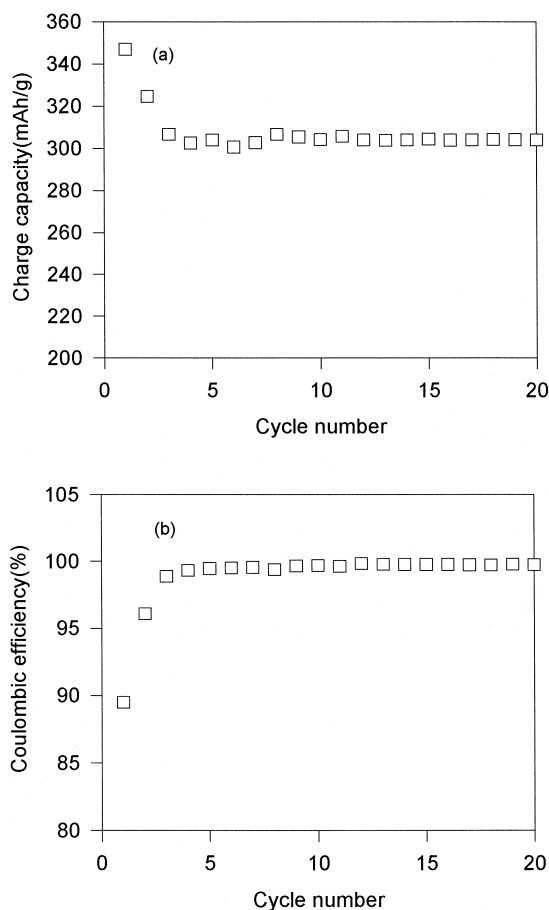 360
340
320
300
280
260
240
220
200
Charge capacity(mAh/g)
(a)
0 5 10 15 20
Cycle number
105
100
95
90
85
80
Coulombic efficiency(%)
(b)
0 5 10 15 20
Cycle number